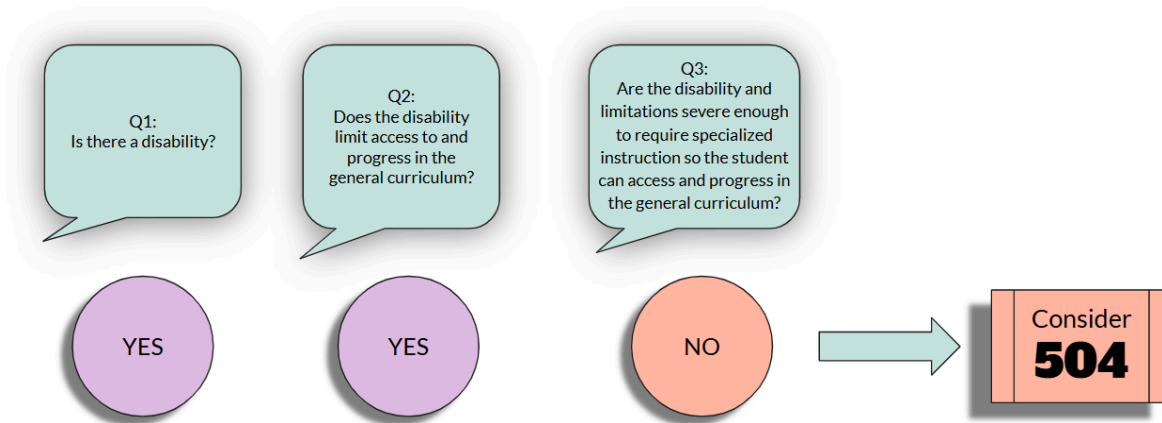 Q1:
Is there a disability?
Q2:
Does the disability
limit access to and
progress in the
general curriculum?
Q3:
Are the disability and
limitations severe enough
to require specialized
instruction so the student
can access and progress in
the general curriculum?
YES
YES
NO
Consider
504